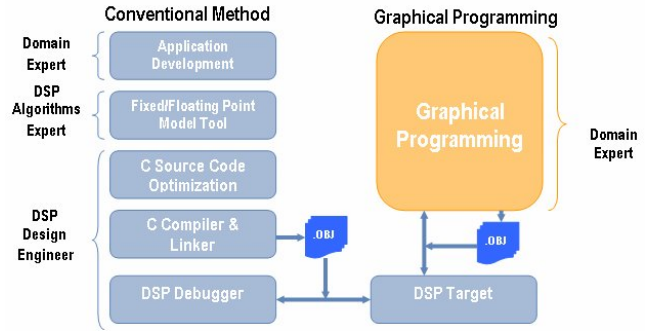 Conventional Method
Graphical Programming
Domain
Expert
Application
Development
DSP
Algorithms
Expert
Fixed/Floating Point
Model Tool
Graphical
Programming
Domain
Expert
C Source Code
Optimization
DSP
Design
Engineer
C Compiler &
Linker
.OBJ
.OBJ
DSP Debugger
DSP Target